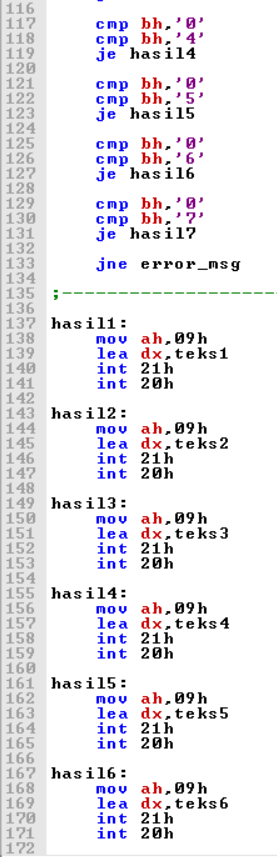 116
117 cmp bh,'0'
118 cmp bh,'4'
119 je hasil4
120
121 cmp bh,'0'
122 cmp bh,'5'
123 je hasil5
124
125 cmp bh,'0'
126 cmp bh,'6'
127 je hasil6
128
129 cmp bh,'0'
130 cmp bh,'7'
131 je hasil7
132
133 jne error_msg
134
135 ;-------------------
136
137 hasil1:
138 mov ah,09h
139 lea dx,teks1
140 int 21h
141 int 20h
142
143 hasil2:
144 mov ah,09h
145 lea dx,teks2
146 int 21h
147 int 20h
148
149 hasil3:
150 mov ah,09h
151 lea dx,teks3
152 int 21h
153 int 20h
154
155 hasil4:
156 mov ah,09h
157 lea dx,teks4
158 int 21h
159 int 20h
160
161 hasil5:
162 mov ah,09h
163 lea dx,teks5
164 int 21h
165 int 20h
166
167 hasil6:
168 mov ah,09h
169 lea dx,teks6
170 int 21h
171 int 20h
172